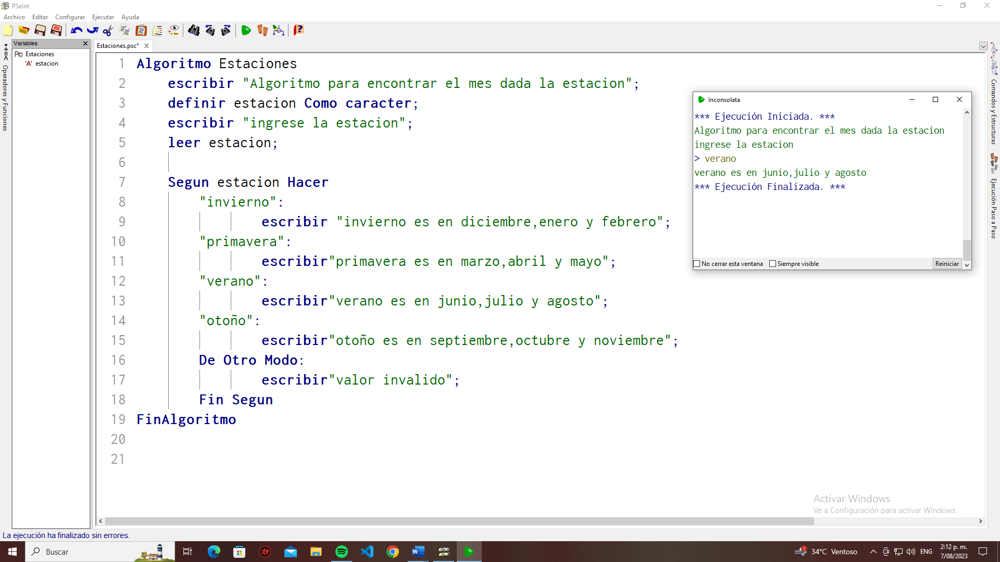 PSeInt
Archivo Editar Configurar Ejecutar Ayuda
Variables
Estaciones.psc*
Pro Estaciones
'A' estacion
*+=< Operadores y Funciones
1 Algoritmo Estaciones
2 escribir "Algoritmo para encontrar el mes dada la estacion";
3 definir estacion Como caracter;
4 escribir "ingrese la estacion";
5 leer estacion;
6
7 Segun estacion Hacer
8 "invierno":
9 escribir "invierno es en diciembre,enero y febrero";
10 "primavera":
11 escribir"primavera es en marzo,abril y mayo";
12 "verano":
13 escribir"verano es en junio,julio y agosto";
14 "otoño":
15 escribir"otoño es en septiembre,octubre y noviembre";
16 De Otro Modo:
17 escribir"valor invalido";
18 Fin Segun
19 FinAlgoritmo
20
21
Inconsolata
*** Ejecución Iniciada. ***
Algoritmo para encontrar el mes dada la estacion
ingrese la estacion
> verano
verano es en junio,julio y agosto
*** Ejecución Finalizada. ***
No cerrar esta ventana Siempre visible Reiniciar
Comandos y Estructuras
Ejecución Paso a Paso
Activar Windows
Ve a Configuración para activar Windows.
La ejecución ha finalizado sin errores.
Buscar
1
34°C Ventoso
ENG
2:12 p. m.
7/08/2023